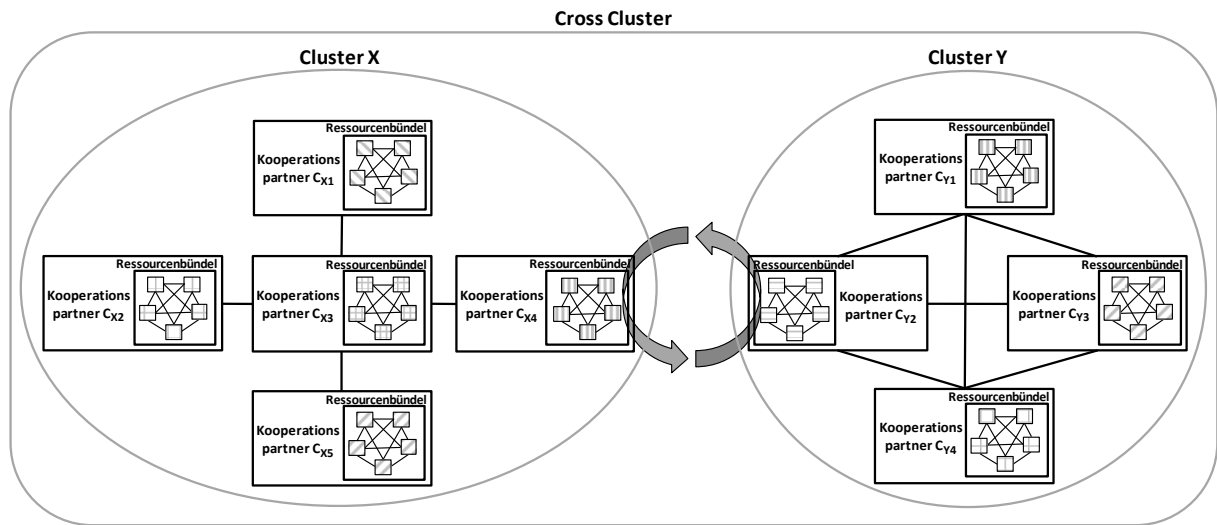 Cross Cluster
Cluster X
Cluster Y
Ressourcenbündel
Kooperations
partner CX1
Ressourcenbündel
Kooperations
partner CY1
Ressourcenbündel
Kooperations
partner CX2
Ressourcenbündel
Kooperations
partner CX3
Ressourcenbündel
Kooperations
partner CX4
Ressourcenbündel
Kooperations
partner CY2
Ressourcenbündel
Kooperations
partner CY3
Ressourcenbündel
Kooperations
partner CX5
Ressourcenbündel
Kooperations
partner CY4